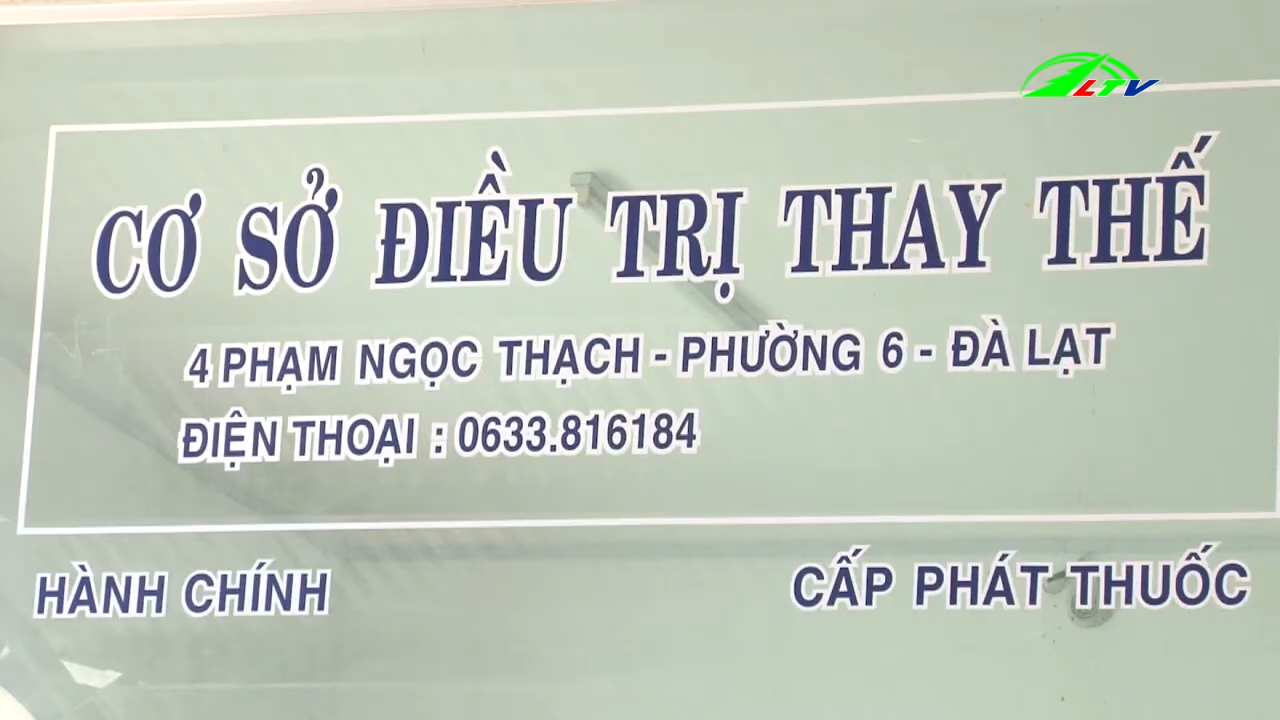 LTV
CƠ SỞ ĐIỀU TRỊ THAY THẾ
4 PHẠM NGỌC THẠCH - PHƯỜNG 6 - ĐÀ LẠT
ĐIỆN THOẠI : 0633.816184
HÀNH CHÍNH
CẤP PHÁT THUỐC